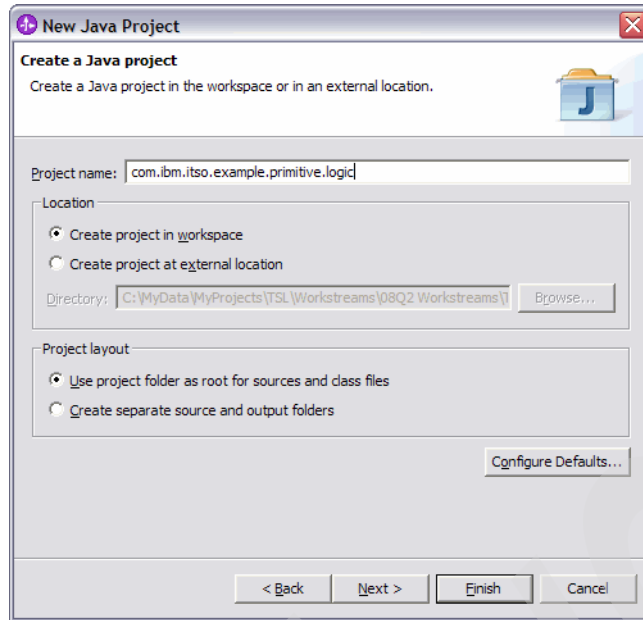 New Java Project
Create a Java project
Create a Java project in the workspace or in an external location.
J
Project name: com.ibm.itso.example.primitive.logic
Location
Create project in workspace
Create project at external location
Directory: C:\MyData\MyProjects\TSL\Workstreams\08Q2 Workstreams\T Browse...
Project layout
Use project folder as root for sources and class files
Create separate source and output folders
Configure Defaults...
< Back Next > Finish Cancel